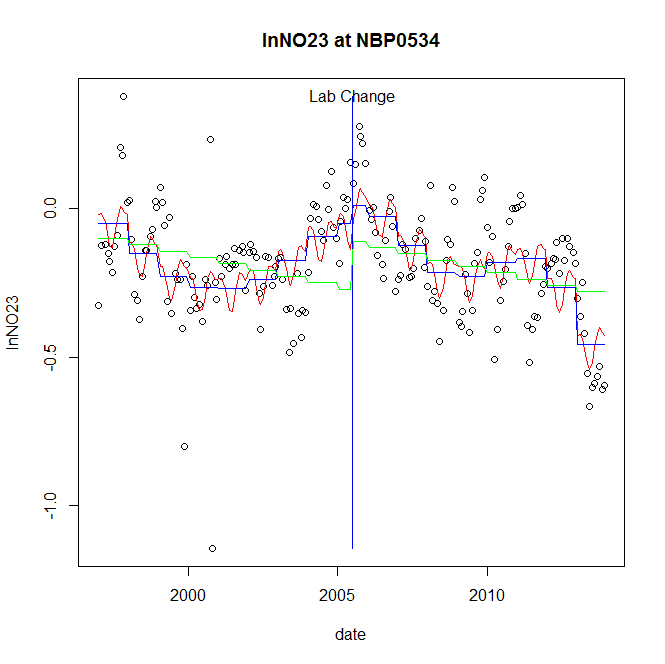 lnNO23 at NBP0534
Lab Change
0.0
-0.5
-1.0
lnNO23
2000 2005 2010
date